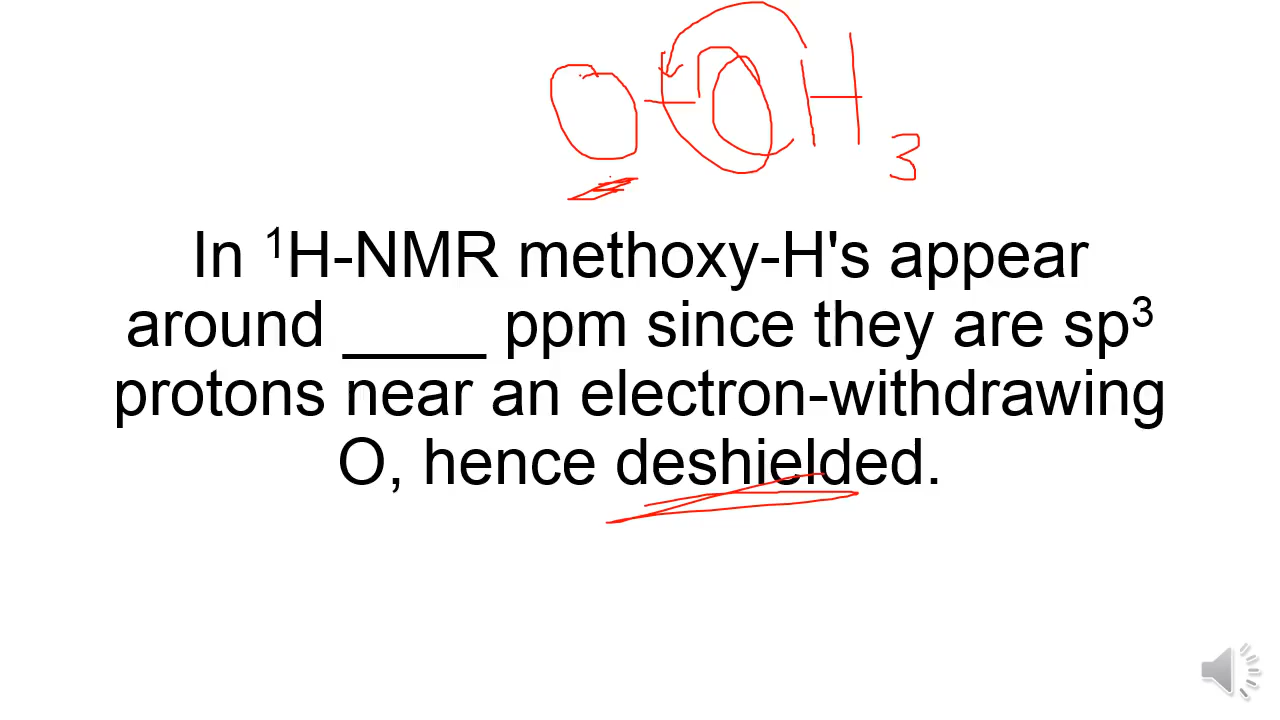 O-CH3
In ¹H-NMR methoxy-H's appear
around ____ ppm since they are sp³
protons near an electron-withdrawing
O, hence deshielded.